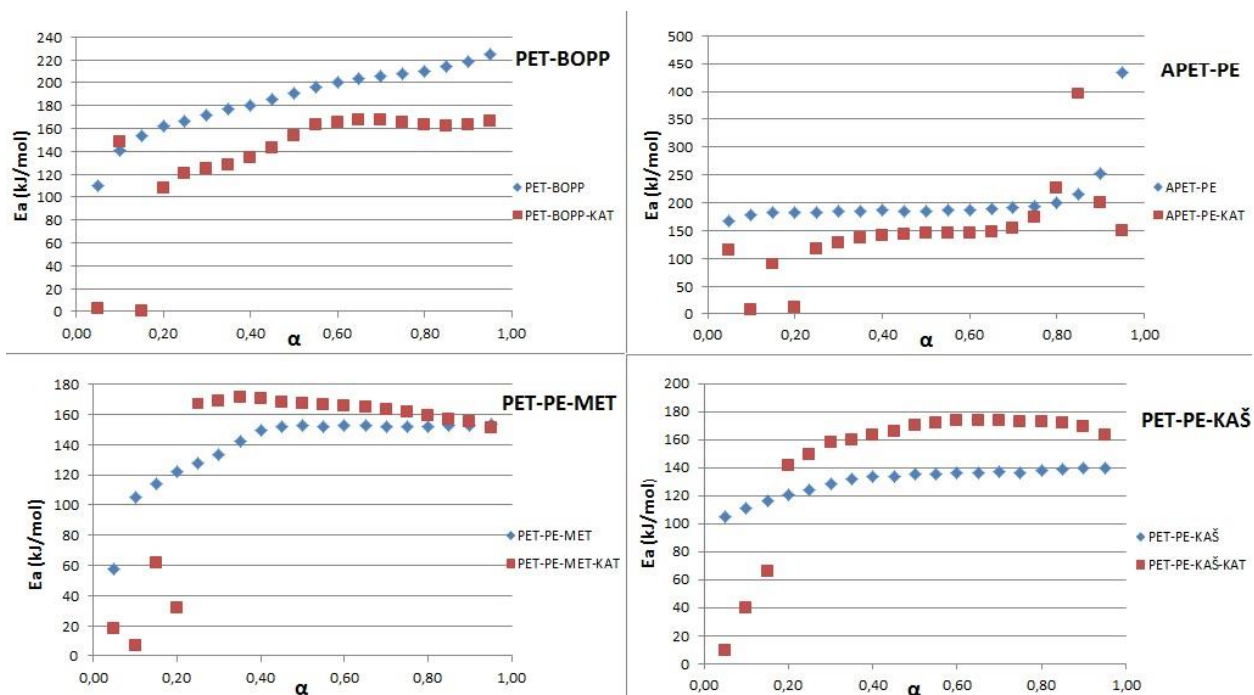 PET-BOPP
240
220
200
180
160
140
120
100
80
60
40
20
0
Ea (kJ/mol)
PET-BOPP
PET-BOPP-KAT
0,00 0,20 0,40 0,60 0,80 1,00
α
APET-PE
500
450
400
350
300
250
200
150
100
50
0
Ea (kJ/mol)
APET-PE
APET-PE-KAT
0,00 0,20 0,40 0,60 0,80 1,00
α
PET-PE-MET
180
160
140
120
100
80
60
40
20
0
Ea (kJ/mol)
PET-PE-MET
PET-PE-MET-KAT
0,00 0,20 0,40 0,60 0,80 1,00
α
PET-PE-KAŠ
200
180
160
140
120
100
80
60
40
20
0
Ea (kJ/mol)
PET-PE-KAŠ
PET-PE-KAŠ-KAT
0,00 0,20 0,40 0,60 0,80 1,00
α